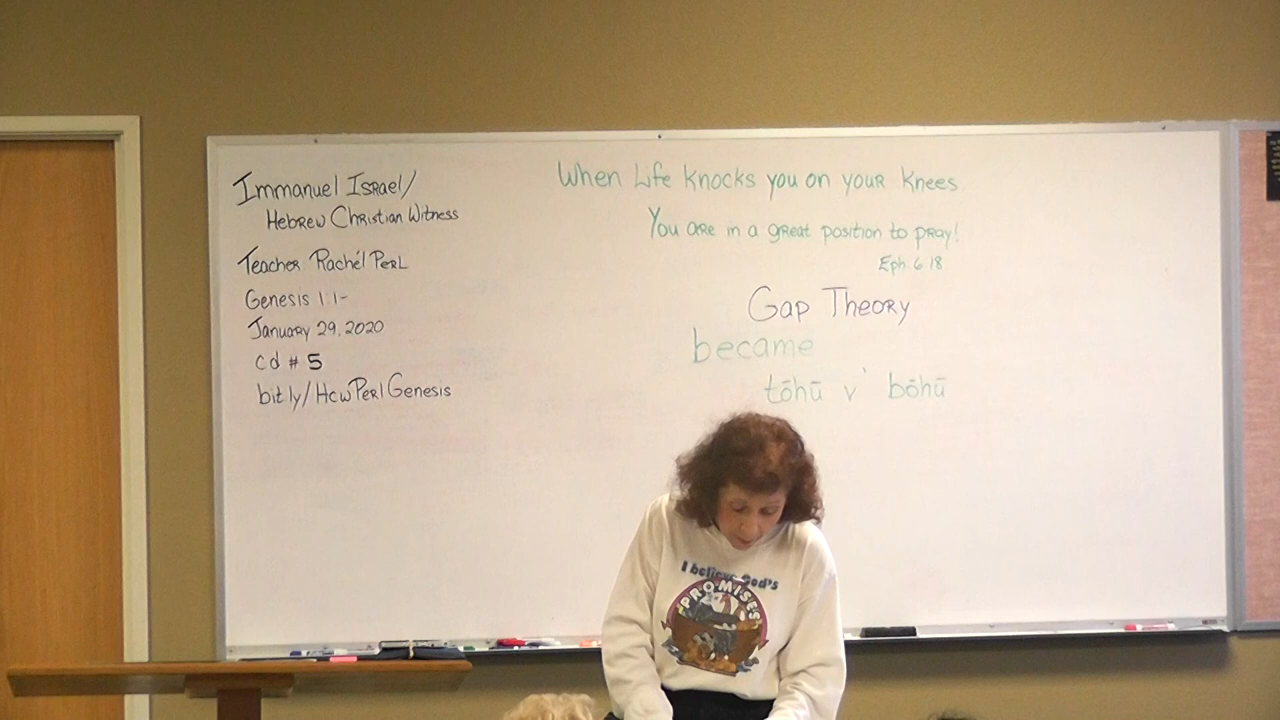 Immanuel Israel/
Hebrew Christian Witness
Teacher Rachél Perl
Genesis 1:1-
January 29, 2020
cd # 5
bit.ly/HcwPerlGenesis
When Life Knocks you on your Knees
You are in a great position to pray!
Eph. 6:18
Gap Theory
became
tōhū v' bōhū
I believe God's
PROMISES